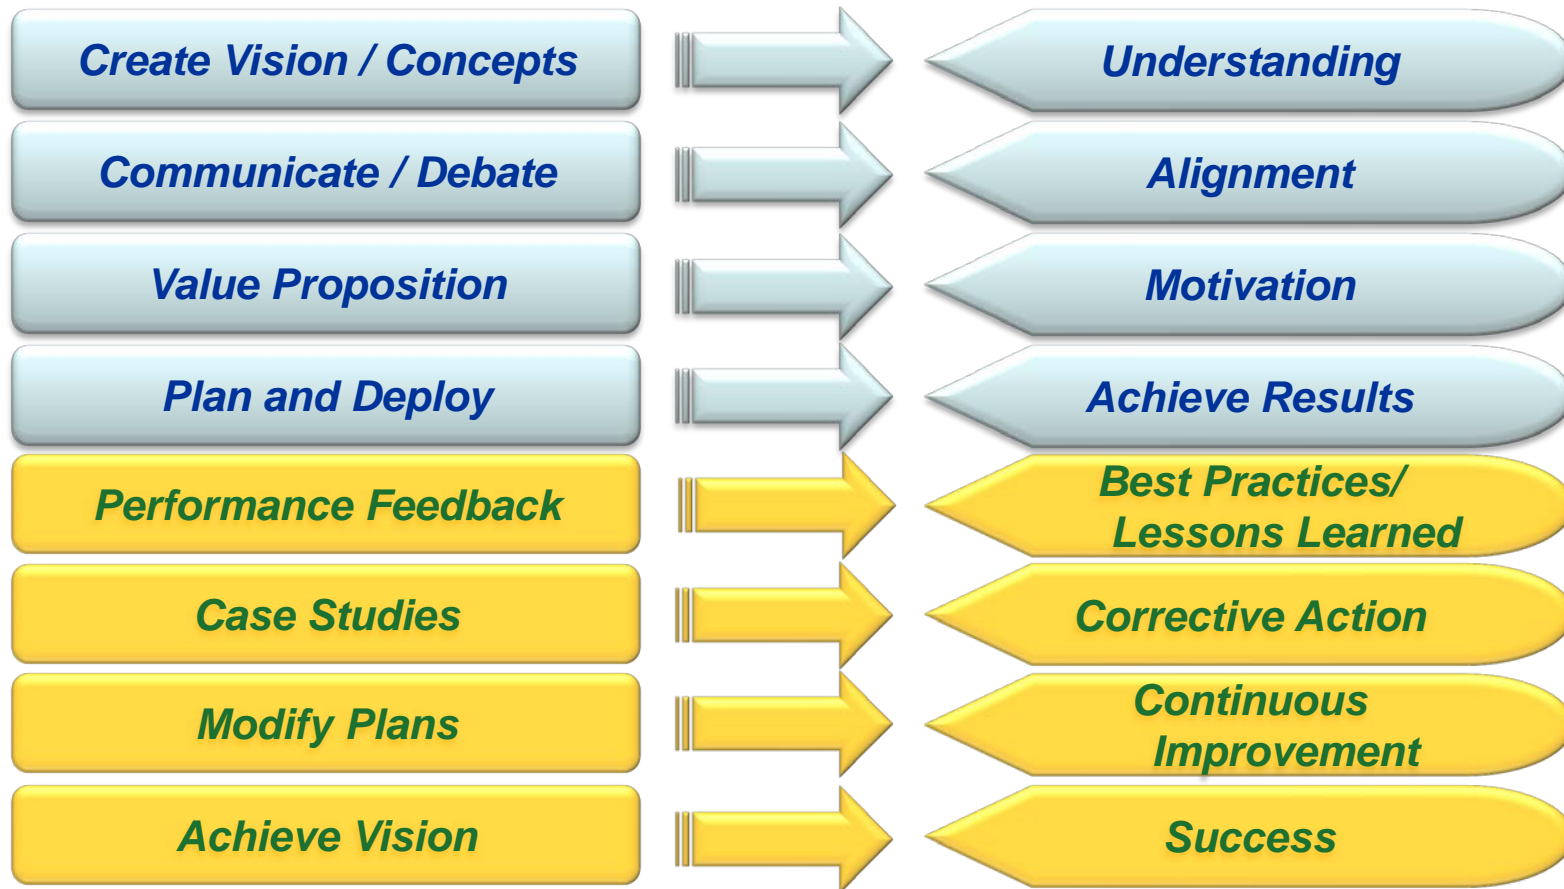 Create Vision / Concepts
Understanding
Communicate / Debate
Alignment
Value Proposition
Motivation
Plan and Deploy
Achieve Results
Performance Feedback
Best Practices/
Lessons Learned
Case Studies
Corrective Action
Modify Plans
Continuous
Improvement
Achieve Vision
Success